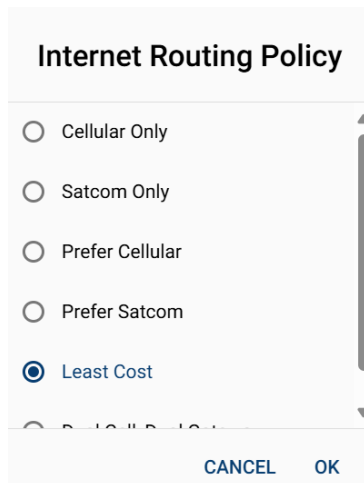 Internet Routing Policy
Cellular Only
Satcom Only
Prefer Cellular
Prefer Satcom
Least Cost
CANCEL OK